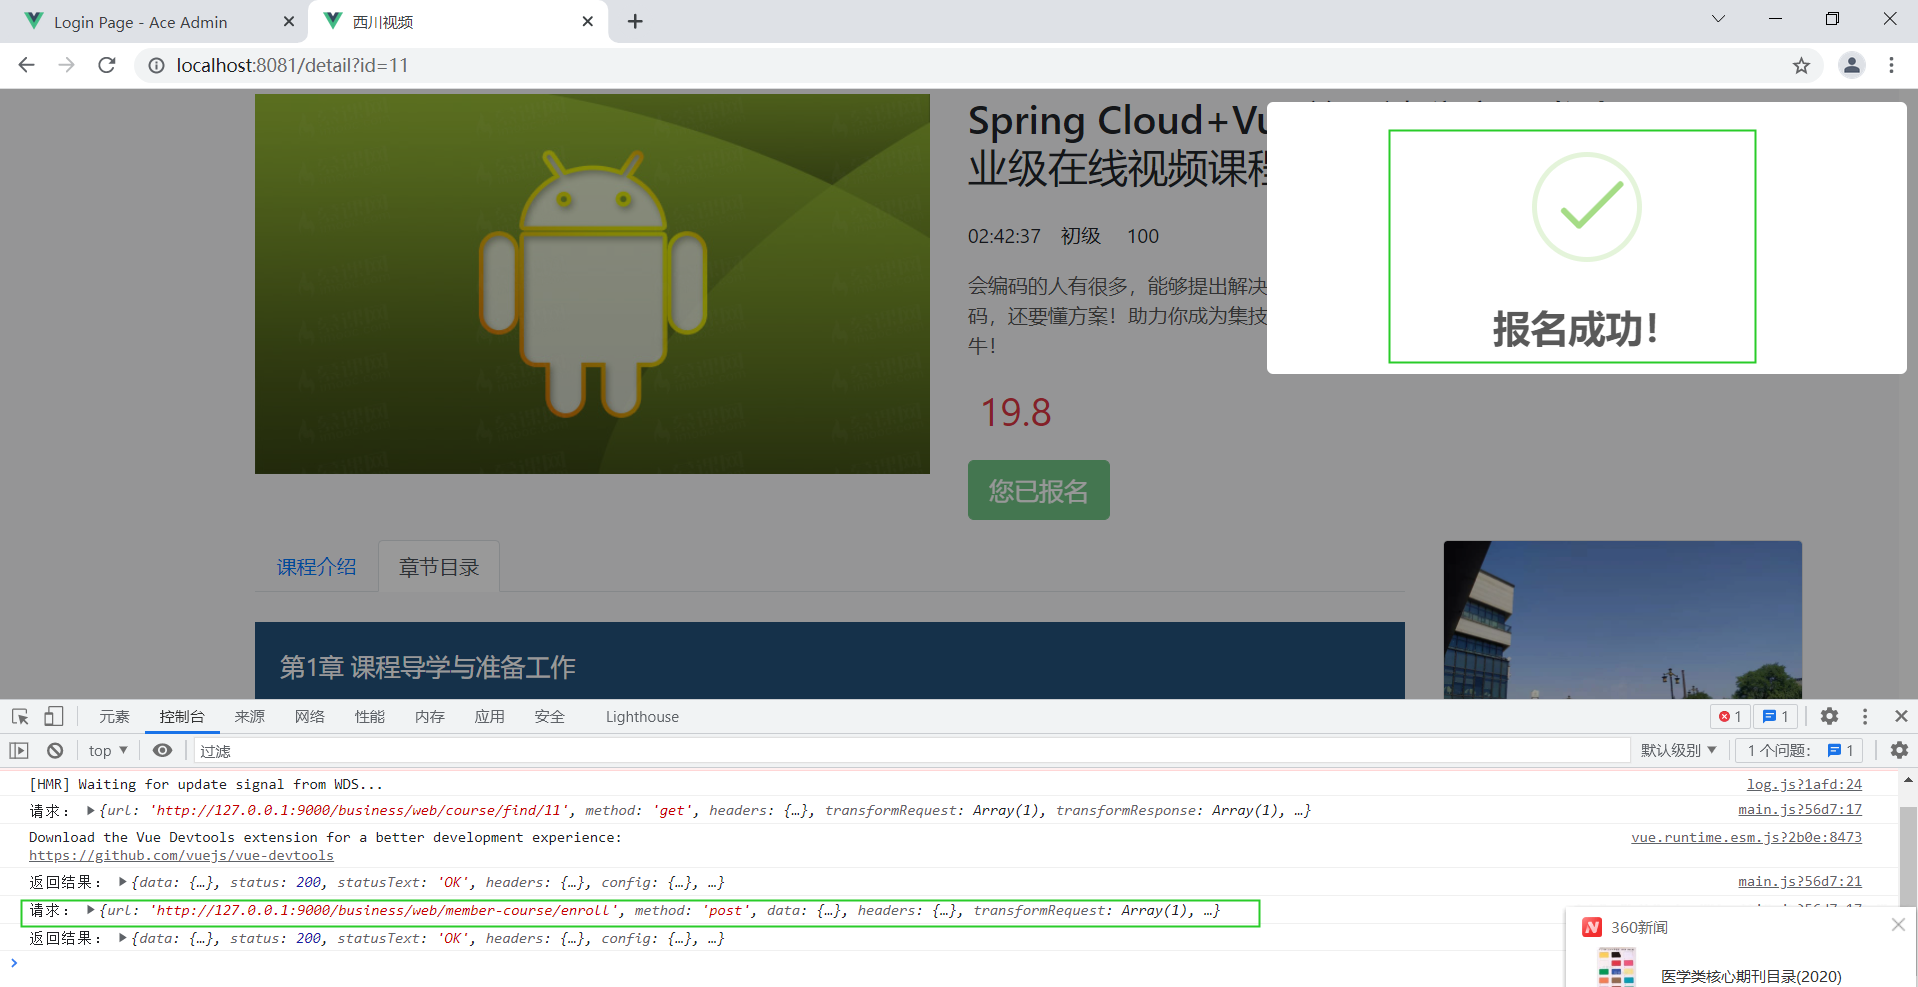 Login Page - Ace Admin
西川视频
localhost:8081/detail?id=11
Spring Cloud+Vu
业级在线视频课程
02:42:37 初级 100
会编码的人有很多，能够提出解决
码，还要懂方案！助力你成为集技
牛！
报名成功！
19.8
您已报名
课程介绍
章节目录
第1章 课程导学与准备工作
元素 控制台 来源 网络 性能 内存 应用 安全 Lighthouse
1 1
top 过滤 默认级别 1 个问题： 1
[HMR] Waiting for update signal from WDS... log.js?1afd:24
请求： ▶{url: 'http://127.0.0.1:9000/business/web/course/find/11', method: 'get', headers: {…}, transformRequest: Array(1), transformResponse: Array(1), …} main.js?56d7:17
Download the Vue Devtools extension for a better development experience: vue.runtime.esm.js?2b0e:8473
https://github.com/vuejs/vue-devtools
返回结果： ▶{data: {…}, status: 200, statusText: 'OK', headers: {…}, config: {…}, …} main.js?56d7:21
请求： ▶{url: 'http://127.0.0.1:9000/business/web/member-course/enroll', method: 'post', data: {…}, headers: {…}, transformRequest: Array(1), …}
返回结果： ▶{data: {…}, status: 200, statusText: 'OK', headers: {…}, config: {…}, …}
360新闻
医学类核心期刊目录(2020)